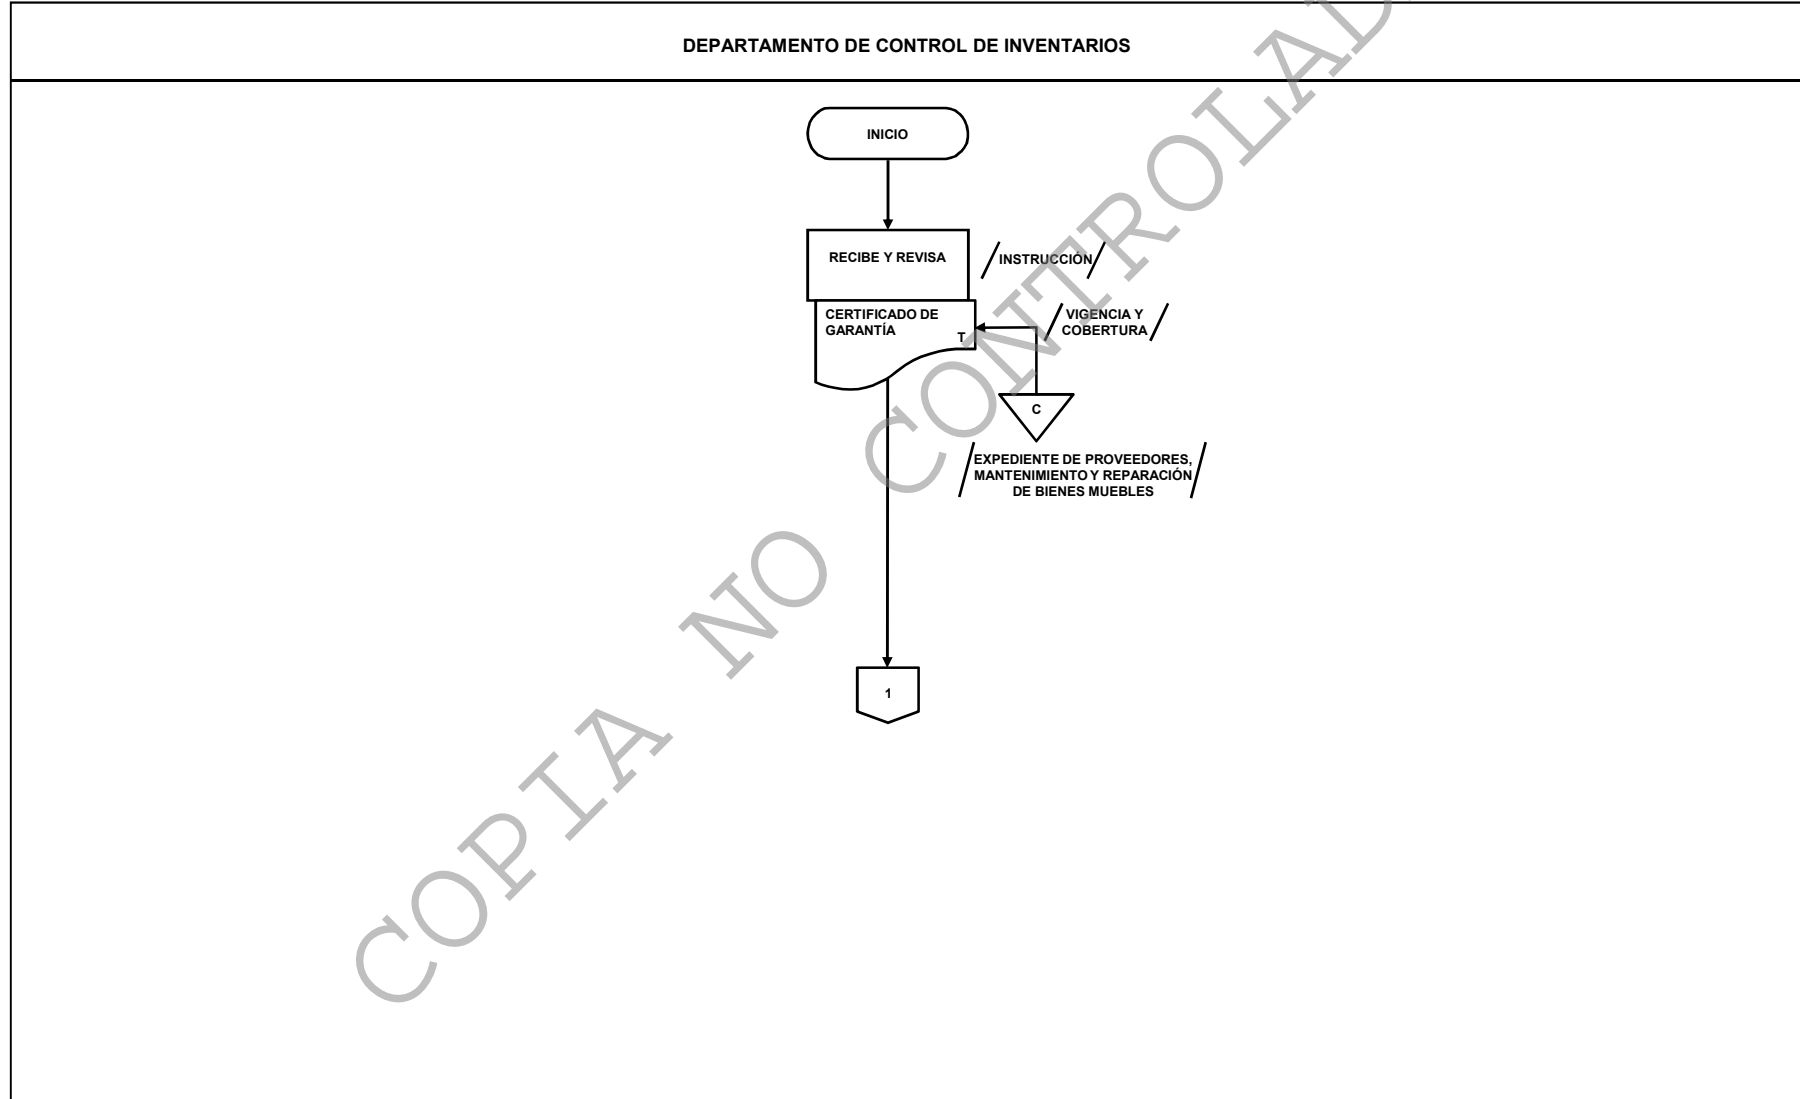 DEPARTAMENTO DE CONTROL DE INVENTARIOS
INICIO
RECIBE Y REVISA
/INSTRUCCIÓN/
CERTIFICADO DE
GARANTÍA
T
/VIGENCIA Y
COBERTURA/
C
/EXPEDIENTE DE PROVEEDORES,
MANTENIMIENTO Y REPARACIÓN
DE BIENES MUEBLES/
1
COPIA NO CONTROLAD